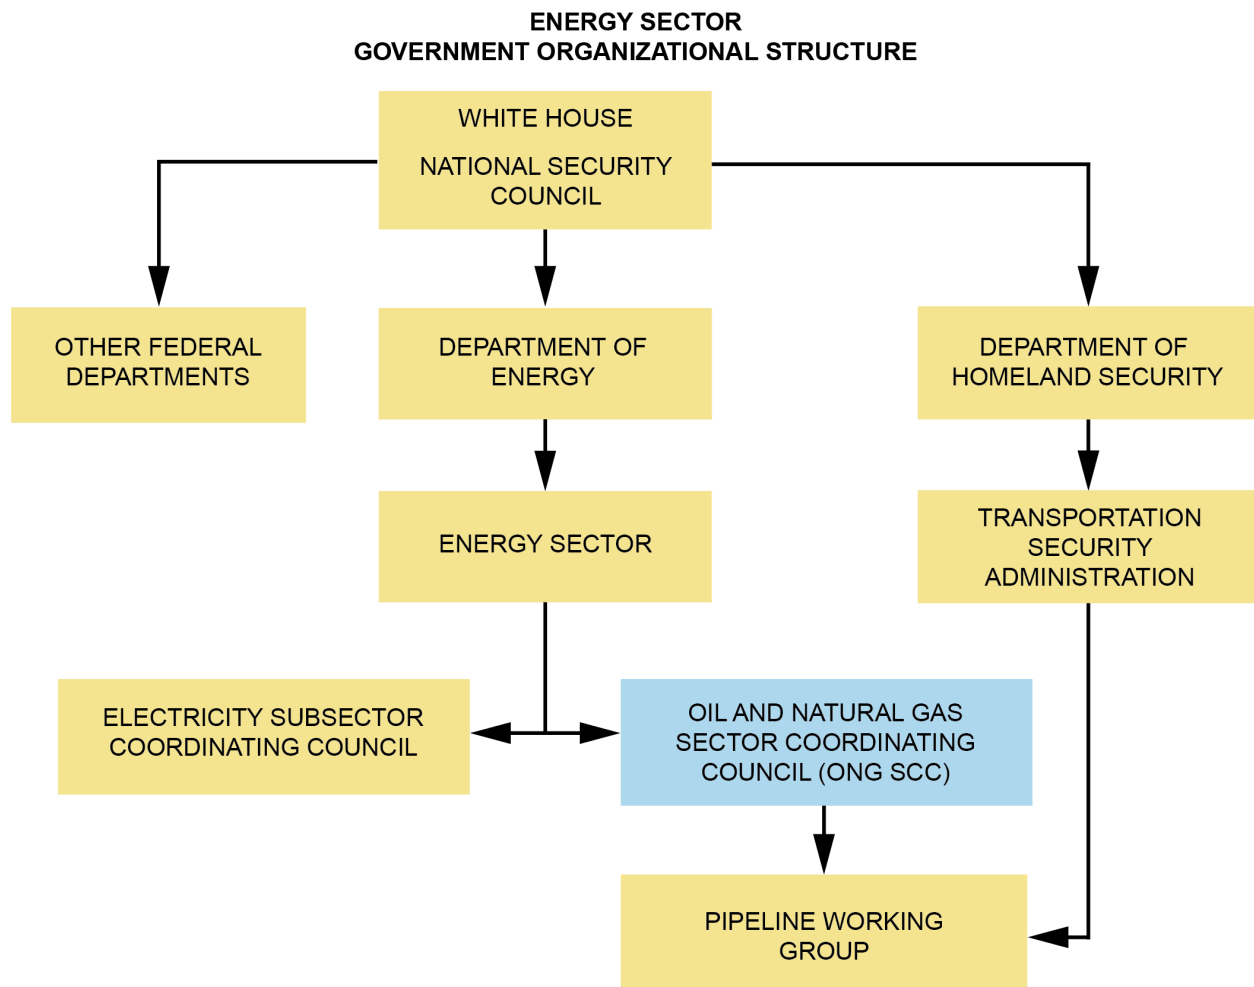 ENERGY SECTOR
GOVERNMENT ORGANIZATIONAL STRUCTURE
WHITE HOUSE
NATIONAL SECURITY
COUNCIL
OTHER FEDERAL
DEPARTMENTS
DEPARTMENT OF
ENERGY
DEPARTMENT OF
HOMELAND SECURITY
ENERGY SECTOR
TRANSPORTATION
SECURITY
ADMINISTRATION
ELECTRICITY SUBSECTOR
COORDINATING COUNCIL
OIL AND NATURAL GAS
SECTOR COORDINATING
COUNCIL (ONG SCC)
PIPELINE WORKING
GROUP